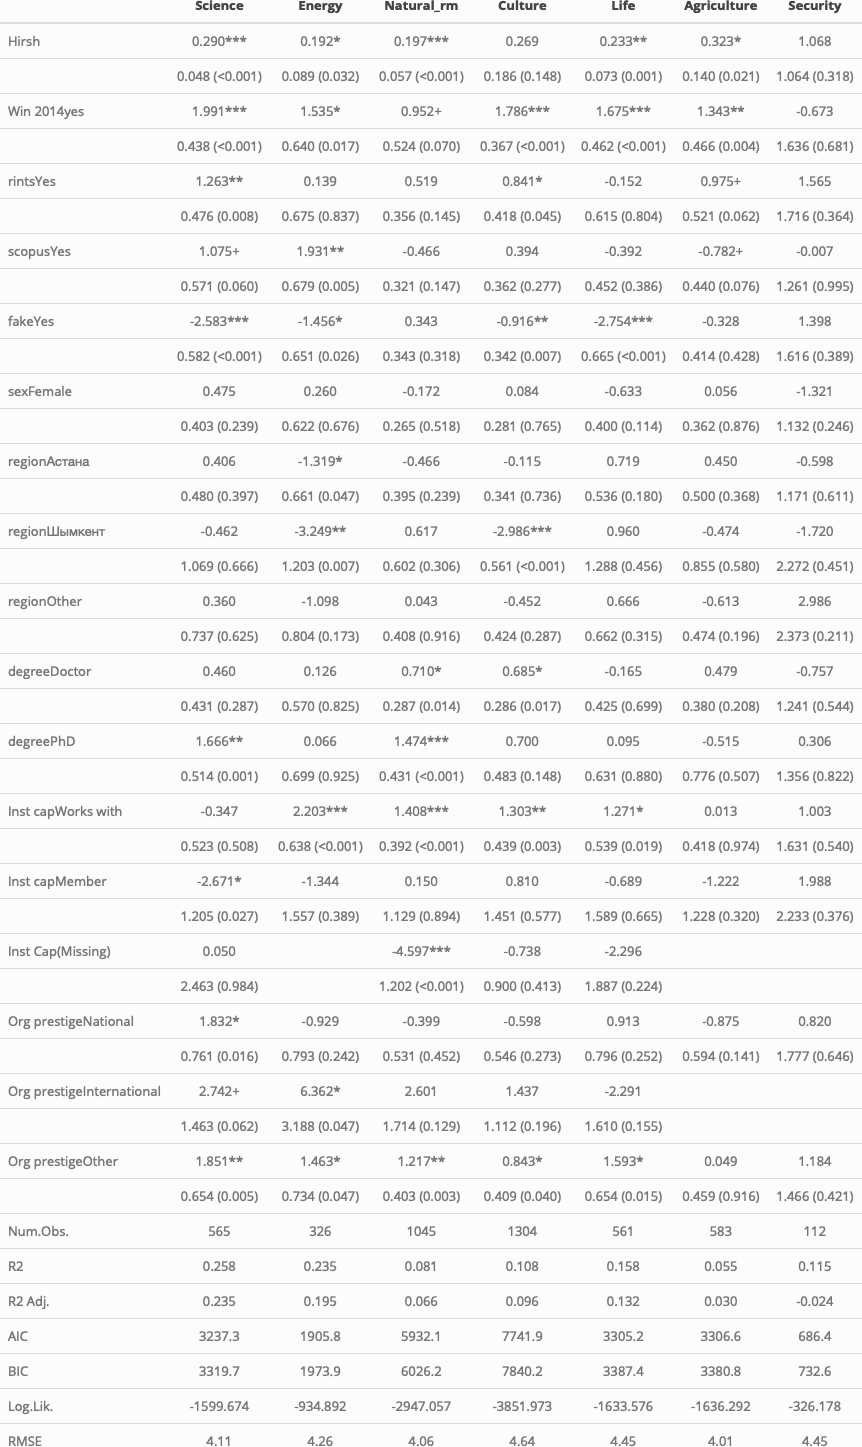 Science Energy Natural_rm Culture Life Agriculture Security
Hirsh 0.290*** 0.192* 0.197*** 0.269 0.233** 0.323* 1.068
0.048 (<0.001) 0.089 (0.032) 0.057 (<0.001) 0.186 (0.148) 0.073 (0.001) 0.140 (0.021) 1.064 (0.318)
Win 2014yes 1.991*** 1.535* 0.952+ 1.786*** 1.675*** 1.343** -0.673
0.438 (<0.001) 0.640 (0.017) 0.524 (0.070) 0.367 (<0.001) 0.462 (<0.001) 0.466 (0.004) 1.636 (0.681)
rintsYes 1.263** 0.139 0.519 0.841* -0.152 0.975+ 1.565
0.476 (0.008) 0.675 (0.837) 0.356 (0.145) 0.418 (0.045) 0.615 (0.804) 0.521 (0.062) 1.716 (0.364)
scopusYes 1.075+ 1.931** -0.466 0.394 -0.392 -0.782+ -0.007
0.571 (0.060) 0.679 (0.005) 0.321 (0.147) 0.362 (0.277) 0.452 (0.386) 0.440 (0.076) 1.261 (0.995)
fakeYes -2.583*** -1.456* 0.343 -0.916** -2.754*** -0.328 1.398
0.582 (<0.001) 0.651 (0.026) 0.343 (0.318) 0.342 (0.007) 0.665 (<0.001) 0.414 (0.428) 1.616 (0.389)
sexFemale 0.475 0.260 -0.172 0.084 -0.633 0.056 -1.321
0.403 (0.239) 0.622 (0.676) 0.265 (0.518) 0.281 (0.765) 0.400 (0.114) 0.362 (0.876) 1.132 (0.246)
regionАстана 0.406 -1.319* -0.466 -0.115 0.719 0.450 -0.598
0.480 (0.397) 0.661 (0.047) 0.395 (0.239) 0.341 (0.736) 0.536 (0.180) 0.500 (0.368) 1.171 (0.611)
regionШымкент -0.462 -3.249** 0.617 -2.986*** 0.960 -0.474 -1.720
1.069 (0.666) 1.203 (0.007) 0.602 (0.306) 0.561 (<0.001) 1.288 (0.456) 0.855 (0.580) 2.272 (0.451)
regionOther 0.360 -1.098 0.043 -0.452 0.666 -0.613 2.986
0.737 (0.625) 0.804 (0.173) 0.408 (0.916) 0.424 (0.287) 0.662 (0.315) 0.474 (0.196) 2.373 (0.211)
degreeDoctor 0.460 0.126 0.710* 0.685* -0.165 0.479 -0.757
0.431 (0.287) 0.570 (0.825) 0.287 (0.014) 0.286 (0.017) 0.425 (0.699) 0.380 (0.208) 1.241 (0.544)
degreePhD 1.666** 0.066 1.474*** 0.700 0.095 -0.515 0.306
0.514 (0.001) 0.699 (0.925) 0.431 (<0.001) 0.483 (0.148) 0.631 (0.880) 0.776 (0.507) 1.356 (0.822)
Inst capWorks with -0.347 2.203*** 1.408*** 1.303** 1.271* 0.013 1.003
0.523 (0.508) 0.638 (<0.001) 0.392 (<0.001) 0.439 (0.003) 0.539 (0.019) 0.418 (0.974) 1.631 (0.540)
Inst capMember -2.671* -1.344 0.150 0.810 -0.689 -1.222 1.988
1.205 (0.027) 1.557 (0.389) 1.129 (0.894) 1.451 (0.577) 1.589 (0.665) 1.228 (0.320) 2.233 (0.376)
Inst Cap(Missing) 0.050 -4.597*** -0.738 -2.296
2.463 (0.984) 1.202 (<0.001) 0.900 (0.413) 1.887 (0.224)
Org prestigeNational 1.832* -0.929 -0.399 -0.598 0.913 -0.875 0.820
0.761 (0.016) 0.793 (0.242) 0.531 (0.452) 0.546 (0.273) 0.796 (0.252) 0.594 (0.141) 1.777 (0.646)
Org prestigeInternational 2.742+ 6.362* 2.601 1.437 -2.291
1.463 (0.062) 3.188 (0.047) 1.714 (0.129) 1.112 (0.196) 1.610 (0.155)
Org prestigeOther 1.851** 1.463* 1.217** 0.843* 1.593* 0.049 1.184
0.654 (0.005) 0.734 (0.047) 0.403 (0.003) 0.409 (0.040) 0.654 (0.015) 0.459 (0.916) 1.466 (0.421)
Num.Obs. 565 326 1045 1304 561 583 112
R2 0.258 0.235 0.081 0.108 0.158 0.055 0.115
R2 Adj. 0.235 0.195 0.066 0.096 0.132 0.030 -0.024
AIC 3237.3 1905.8 5932.1 7741.9 3305.2 3306.6 686.4
BIC 3319.7 1973.9 6026.2 7840.2 3387.4 3380.8 732.6
Log.Lik. -1599.674 -934.892 -2947.057 -3851.973 -1633.576 -1636.292 -326.178
RMSE 4.11 4.26 4.06 4.64 4.45 4.01 4.45